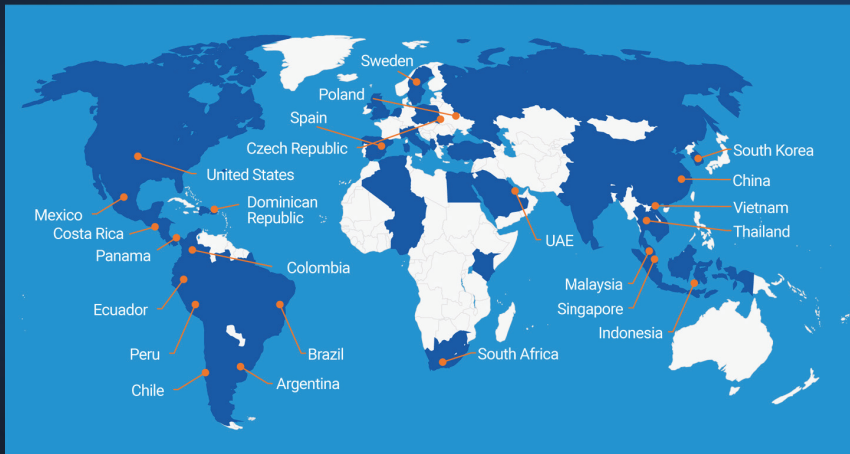 Sweden
Poland
Spain
Czech Republic
United States
Dominican
Republic
Mexico
Costa Rica
Panama
Colombia
Ecuador
Peru
Brazil
Chile
Argentina
South Korea
China
Vietnam
Thailand
UAE
Malaysia
Singapore
Indonesia
South Africa